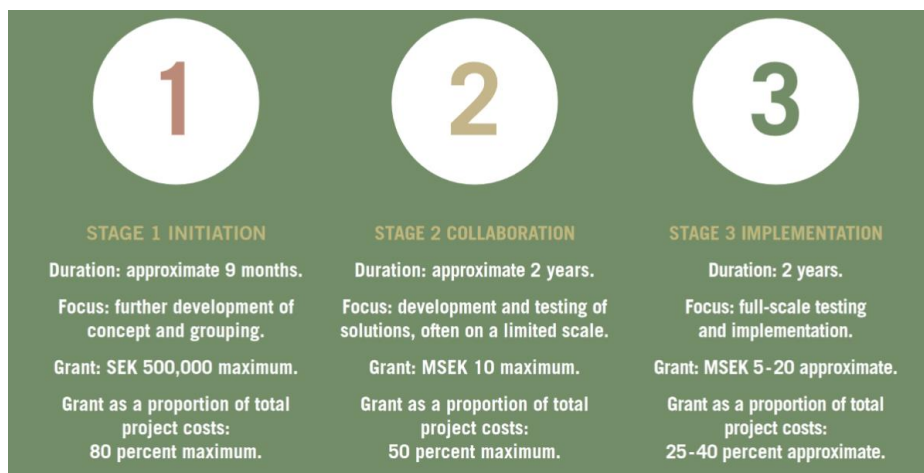 1
STAGE 1 INITIATION
Duration: approximate 9 months.
Focus: further development of
concept and grouping.
Grant: SEK 500,000 maximum.
Grant as a proportion of total
project costs:
80 percent maximum.
2
STAGE 2 COLLABORATION
Duration: approximate 2 years.
Focus: development and testing of
solutions, often on a limited scale.
Grant: MSEK 10 maximum.
Grant as a proportion of total
project costs:
50 percent maximum.
3
STAGE 3 IMPLEMENTATION
Duration: 2 years.
Focus: full-scale testing
and implementation.
Grant: MSEK 5-20 approximate.
Grant as a proportion of total
project costs:
25-40 percent approximate.